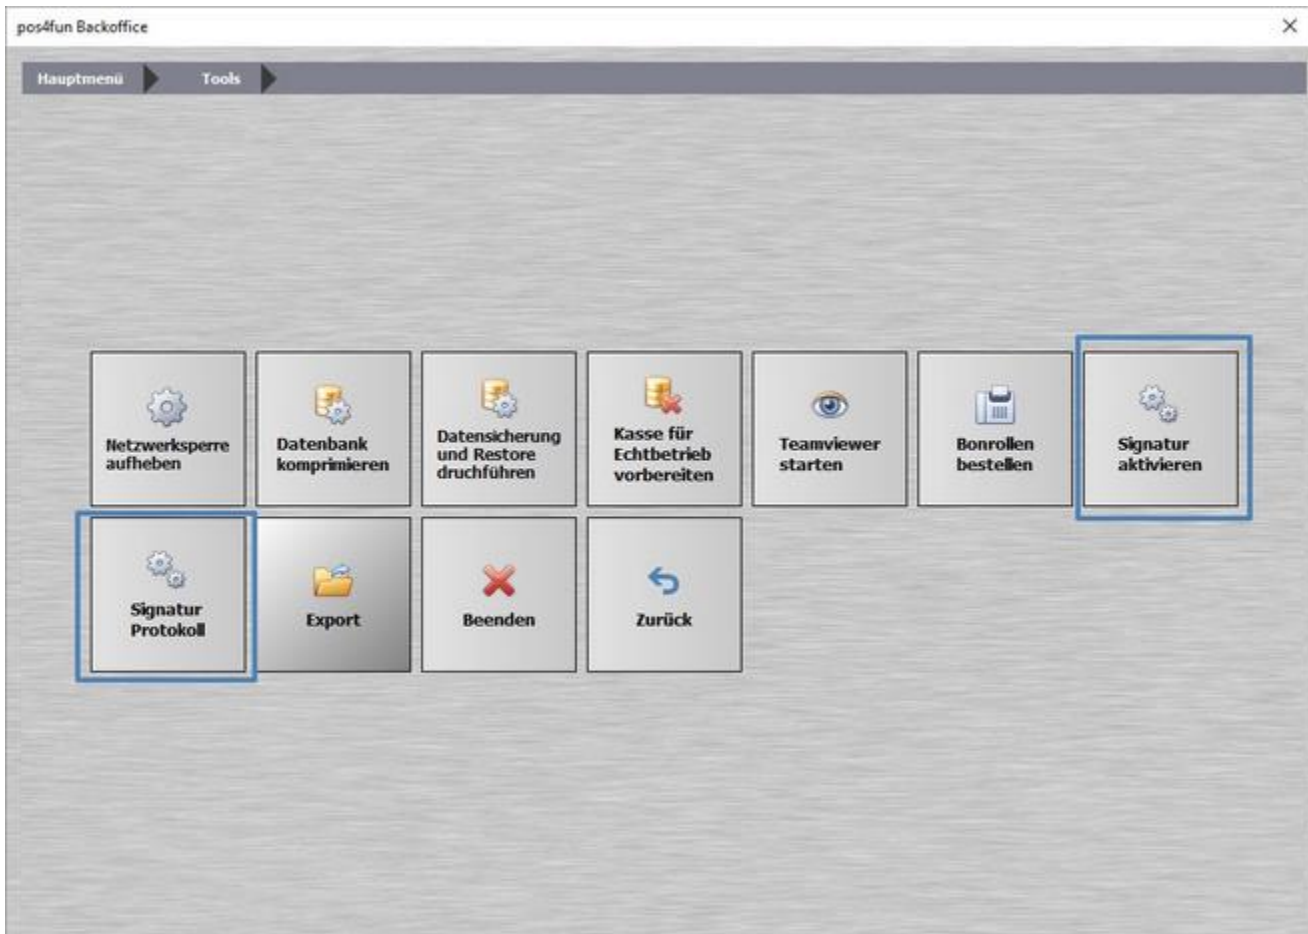 pos4fun Backoffice
Hauptmenü Tools
Netzwerksperre
aufheben
Datenbank
komprimieren
Datensicherung
und Restore
druchführen
Kasse für
Echtbetrieb
vorbereiten
Teamviewer
starten
Bonrollen
bestellen
Signatur
aktivieren
Signatur
Protokoll
Export
Beenden
Zurück